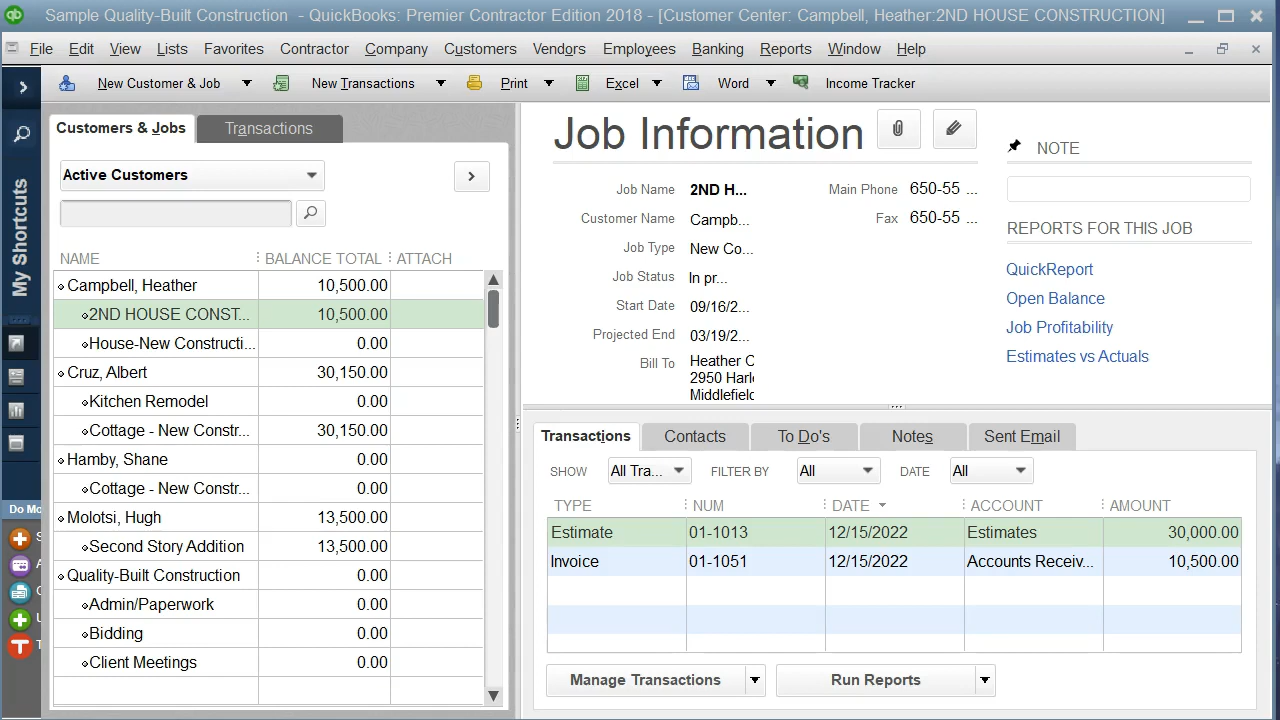 Sample Quality-Built Construction - QuickBooks: Premier Contractor Edition 2018 - [Customer Center: Campbell, Heather:2ND HOUSE CONSTRUCTION]
File Edit View Lists Favorites Contractor Company Customers Vendors Employees Banking Reports Window Help
New Customer & Job New Transactions Print Excel Word Income Tracker
My Shortcuts
Do Mo
S
A
C
U
T
Customers & Jobs Transactions
Active Customers
NAME BALANCE TOTAL ATTACH
Campbell, Heather 10,500.00
2ND HOUSE CONST... 10,500.00
House-New Constructi... 0.00
Cruz, Albert 30,150.00
Kitchen Remodel 0.00
Cottage - New Constr... 30,150.00
Hamby, Shane 0.00
Cottage - New Constr... 0.00
Molotsi, Hugh 13,500.00
Second Story Addition 13,500.00
Quality-Built Construction 0.00
Admin/Paperwork 0.00
Bidding 0.00
Client Meetings 0.00
Job Information
Job Name 2ND H... Main Phone 650-55 ...
Customer Name Campb... Fax 650-55 ...
Job Type New Co...
Job Status In pr...
Start Date 09/16/2...
Projected End 03/19/2...
Bill To Heather C
2950 Harl
Middlefield
NOTE
REPORTS FOR THIS JOB
QuickReport
Open Balance
Job Profitability
Estimates vs Actuals
Transactions Contacts To Do's Notes Sent Email
SHOW All Tra... FILTER BY All DATE All
TYPE NUM DATE ACCOUNT AMOUNT
Estimate 01-1013 12/15/2022 Estimates 30,000.00
Invoice 01-1051 12/15/2022 Accounts Receiv... 10,500.00
Manage Transactions Run Reports